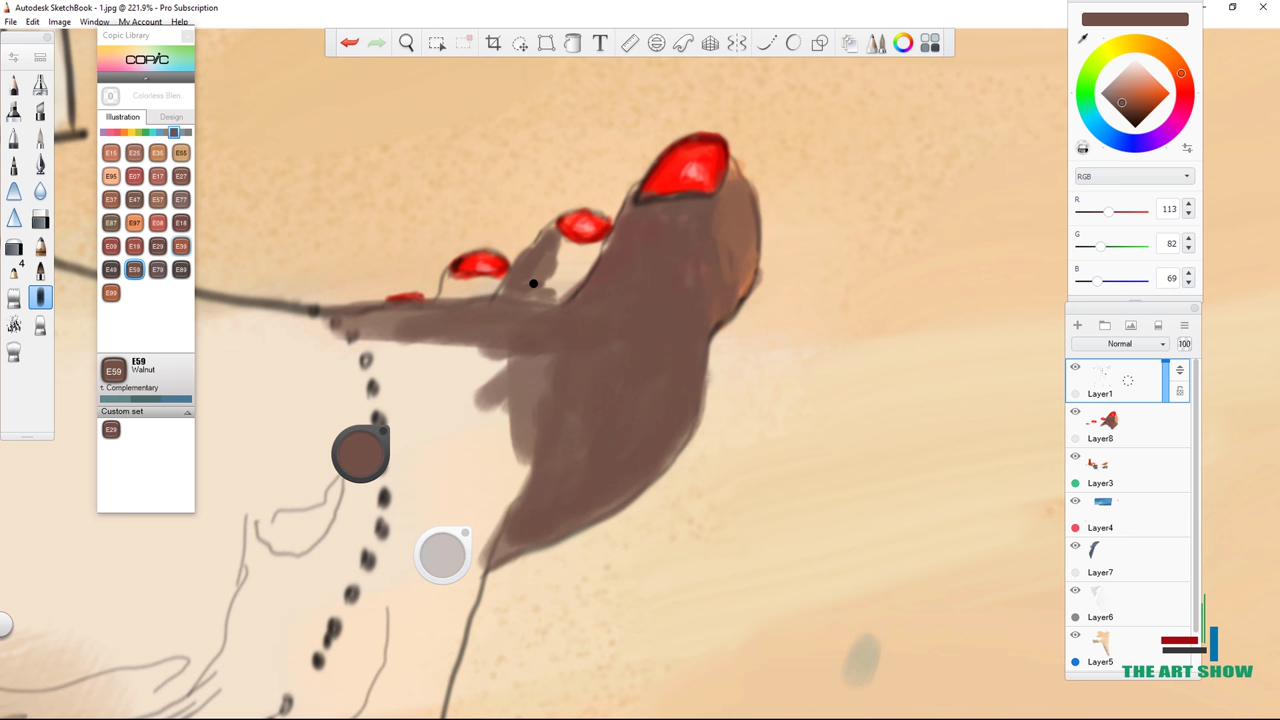 Autodesk SketchBook - 1.jpg @ 221.9% - Pro Subscription
File Edit Image Window My Account Help
Copic Library
COPIC
0 Colorless Blen..
Illustration Design
E15 E25 E35 E55
E95 E07 E17 E27
E37 E47 E57 E77
E87 E97 E08 E18
E09 E19 E29 E39
E49 E59 E79 E89
E99
E59 E59
Walnut
t. Complementary
Custom set
E29
4
T
RGB
R 113
G 82
B 69
Normal 100
Layer1
Layer8
Layer3
Layer4
Layer7
Layer6
Layer5
THE ART SHOW